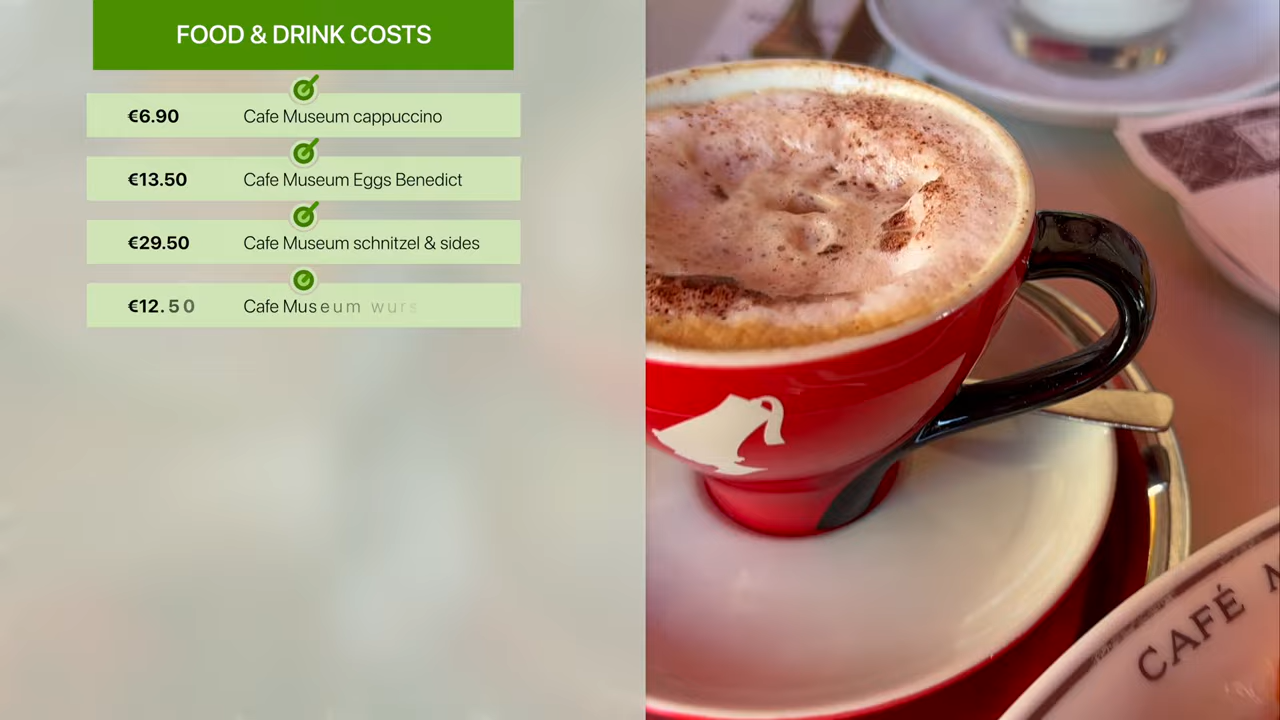 FOOD & DRINK COSTS
€6.90 Cafe Museum cappuccino
€13.50 Cafe Museum Eggs Benedict
€29.50 Cafe Museum schnitzel & sides
€12.50 Cafe Museum wurs
CAFÉ